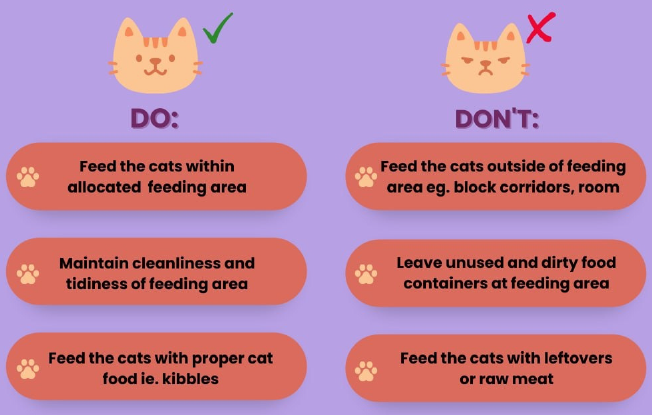 DO:
Feed the cats within
allocated feeding area
Maintain cleanliness and
tidiness of feeding area
Feed the cats with proper cat
food ie. kibbles
DON'T:
Feed the cats outside of feeding
area eg. block corridors, room
Leave unused and dirty food
containers at feeding area
Feed the cats with leftovers
or raw meat